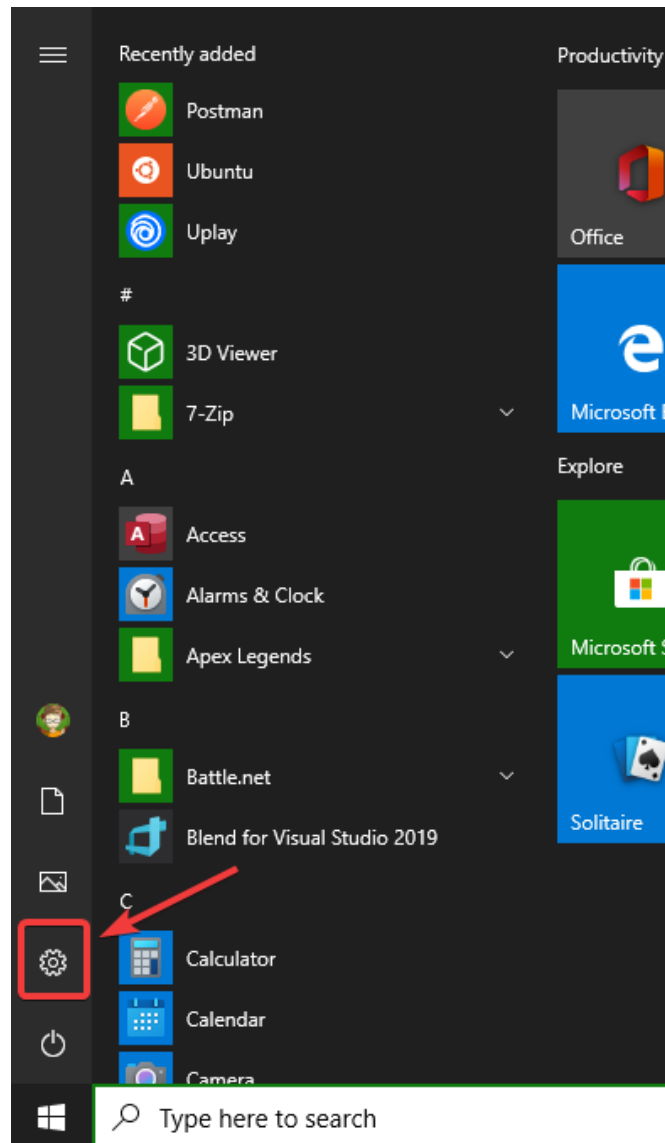 Recently added
Postman
Ubuntu
Uplay
#
3D Viewer
7-Zip
A
Access
Alarms & Clock
Apex Legends
B
Battle.net
Blend for Visual Studio 2019
C
Calculator
Calendar
Camera
Productivity
Office
Microsoft E
Explore
Microsoft S
Solitaire
Type here to search